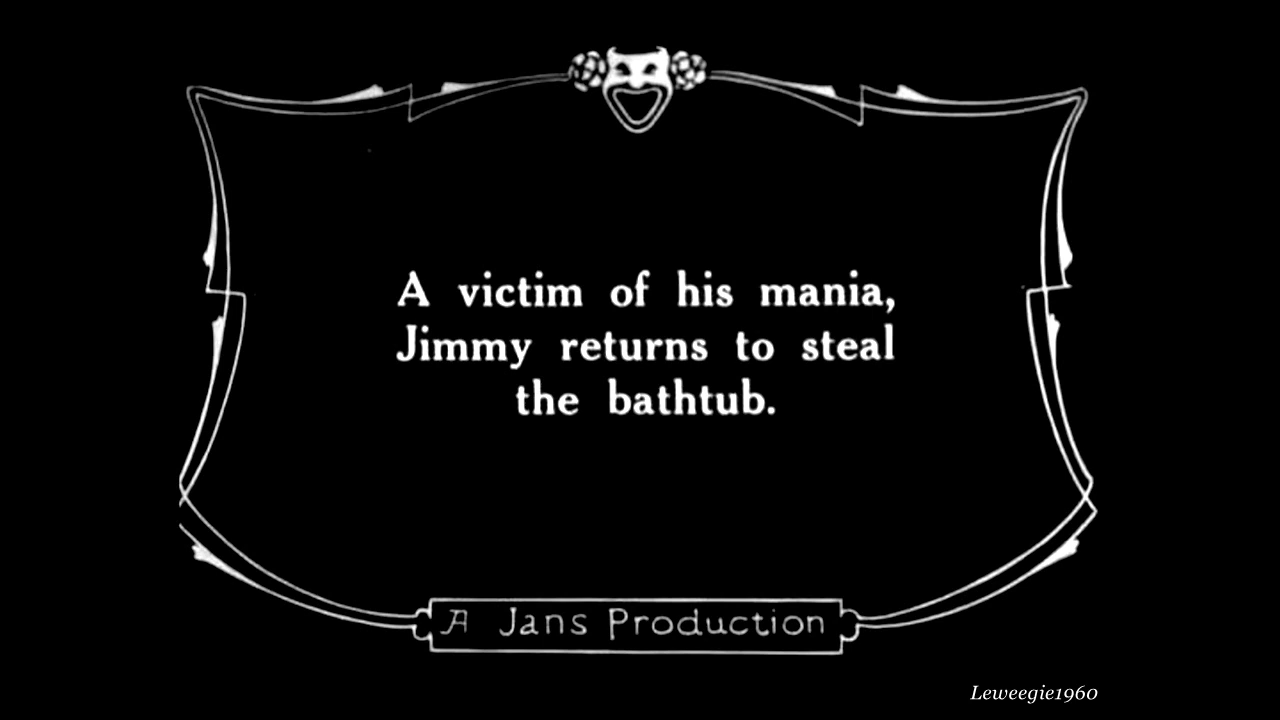 A victim of his mania,
Jimmy returns to steal
the bathtub.
A Jans Production
Leweegie1960